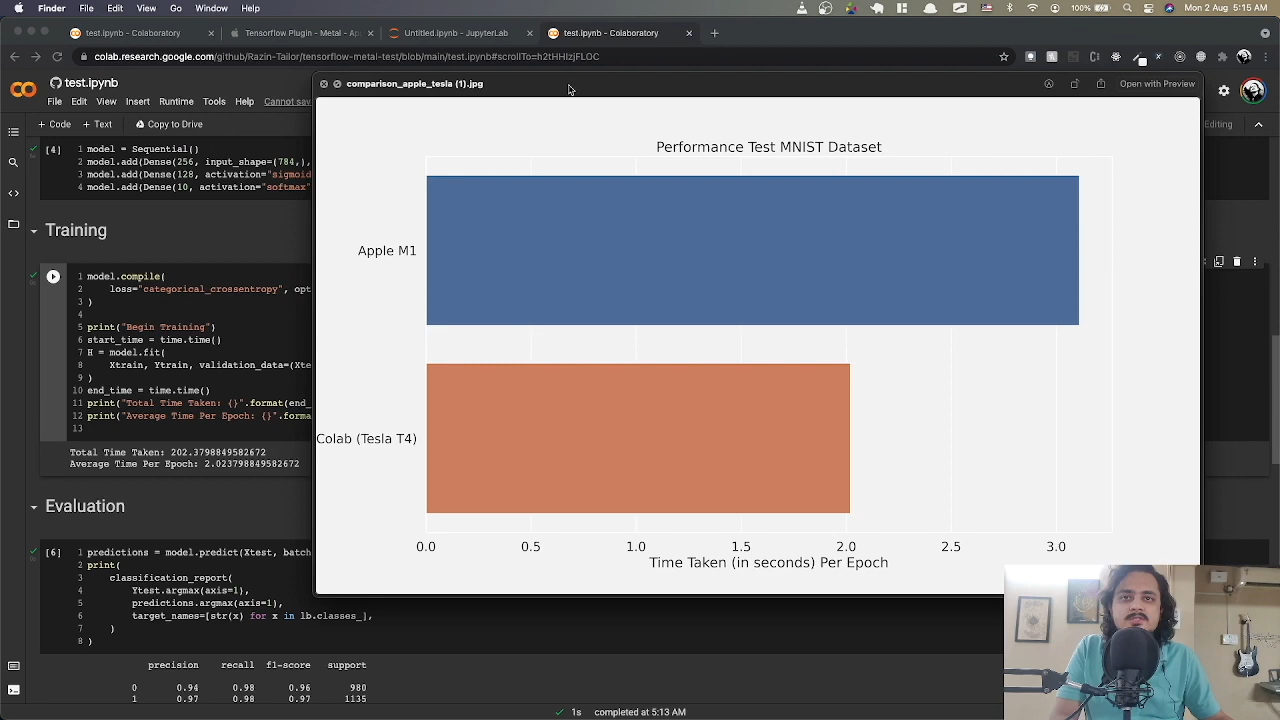 Finder File Edit View Go Window Help 100% Mon 2 Aug 5:15 AM
test.ipynb - Colaboratory Tensorflow Plugin - Metal - Ap Untitled.ipynb - JupyterLab test.ipynb - Colaboratory
colab.research.google.com/github/Razin-Tailor/tensorflow-metal-test/blob/main/test.ipynb#scrollTo=h2tHHIzjFLOC
test.ipynb
File Edit View Insert Runtime Tools Help Cannot sav
+ Code + Text Copy to Drive Editing
comparison_apple_tesla (1).jpg Open with Preview
[4] 1 model = Sequential()
2 model.add(Dense(256, input_shape=(784,),
3 model.add(Dense(128, activation="sigmoid
4 model.add(Dense(10, activation="softmax"
Training
1 model.compile(
2 loss="categorical_crossentropy", opt
3 )
4
5 print("Begin Training")
6 start_time = time.time()
7 H = model.fit(
8 Xtrain, Ytrain, validation_data=(Xte
9 )
10 end_time = time.time()
11 print("Total Time Taken: {}".format(end_
12 print("Average Time Per Epoch: {}".forma
13
Total Time Taken: 202.3798849582672
Average Time Per Epoch: 2.023798849582672
Evaluation
[6] 1 predictions = model.predict(Xtest, batch
2 print(
3 classification_report(
4 Ytest.argmax(axis=1),
5 predictions.argmax(axis=1),
6 target_names=[str(x) for x in lb.classes_],
7 )
8 )
precision recall f1-score support
0 0.94 0.98 0.96 980
1 0.97 0.98 0.98 1135
1s completed at 5:13 AM
Performance Test MNIST Dataset
Apple M1
Colab (Tesla T4)
0.0 0.5 1.0 1.5 2.0 2.5 3.0
Time Taken (in seconds) Per Epoch